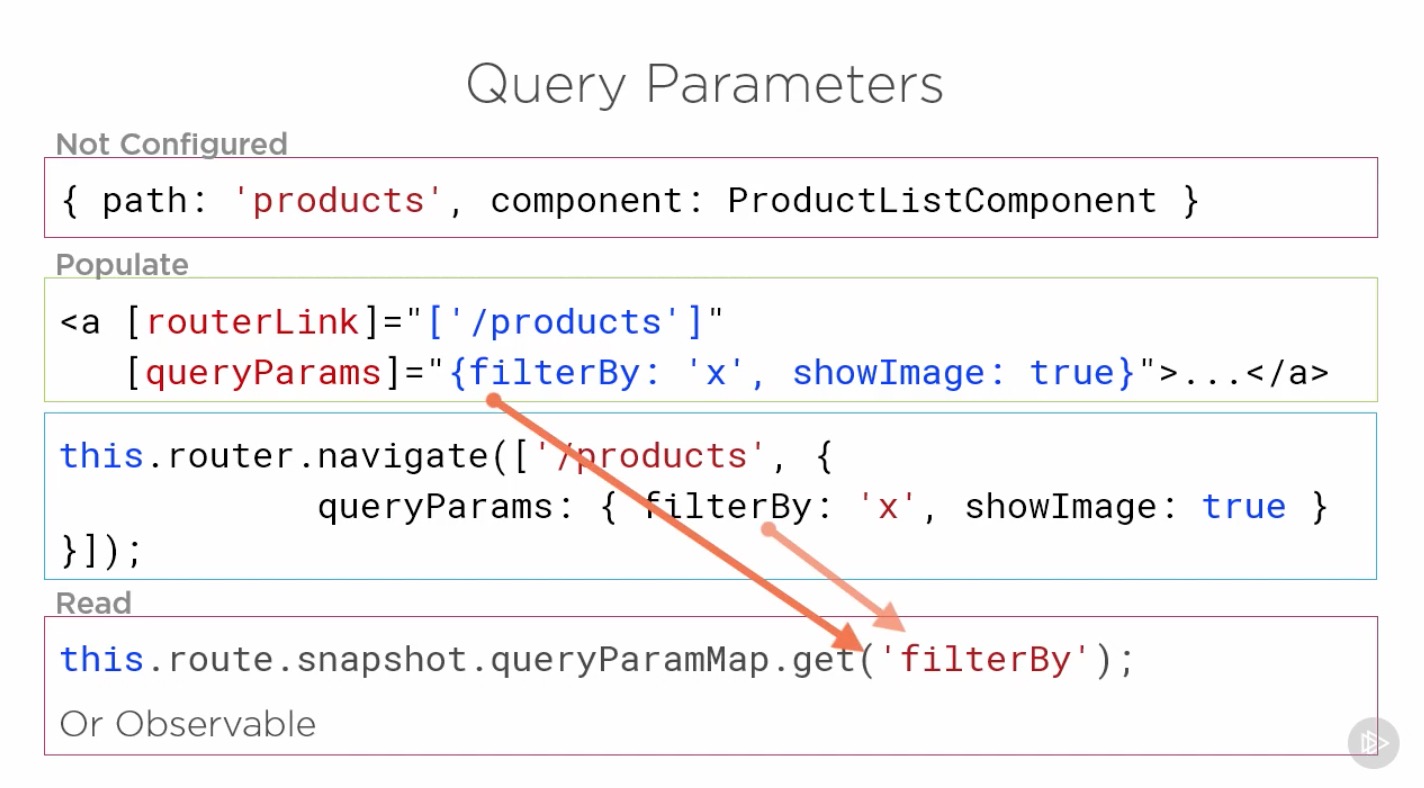 Query Parameters
Not Configured
{ path: 'products', component: ProductListComponent }
Populate
<a [routerLink]="['/products']"
[queryParams]="{filterBy: 'x', showImage: true}">...</a>
this.router.navigate(['/products', {
queryParams: { filterBy: 'x', showImage: true }
}]);
Read
this.route.snapshot.queryParamMap.get('filterBy');
Or Observable